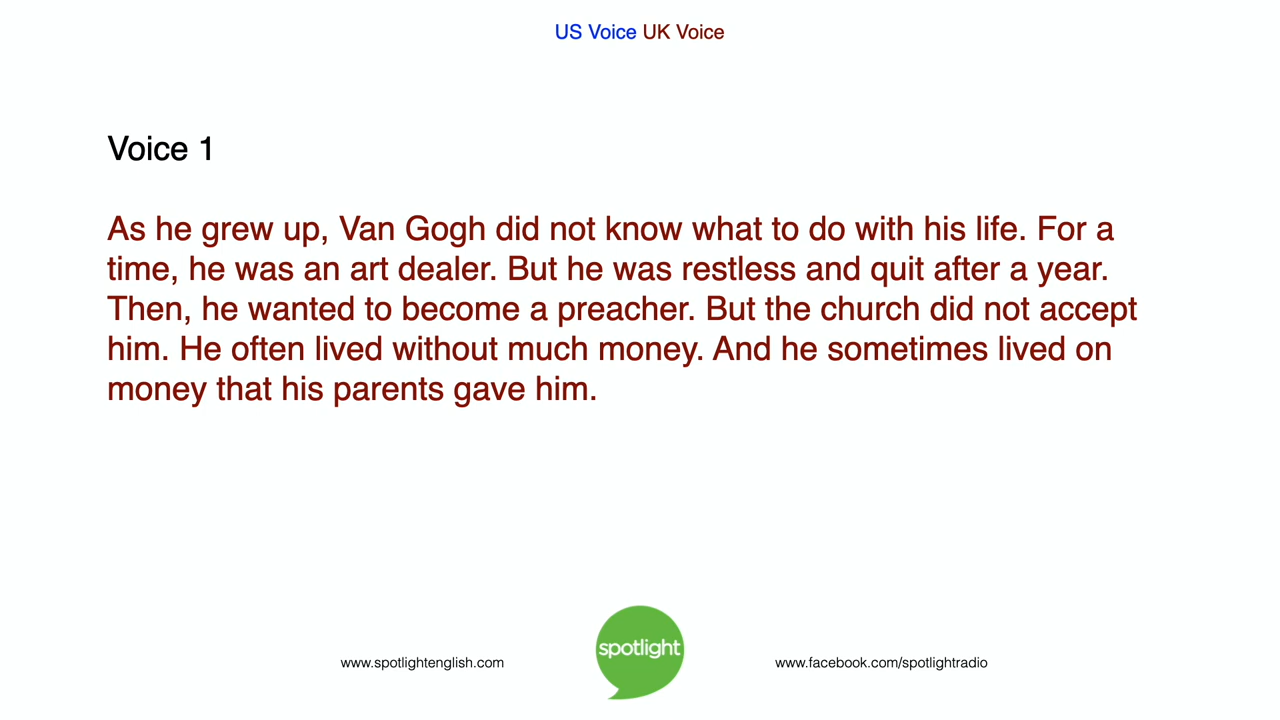 US Voice UK Voice
Voice 1
As he grew up, Van Gogh did not know what to do with his life. For a
time, he was an art dealer. But he was restless and quit after a year.
Then, he wanted to become a preacher. But the church did not accept
him. He often lived without much money. And he sometimes lived on
money that his parents gave him.
www.spotlightenglish.com
spotlight
www.facebook.com/spotlightradio